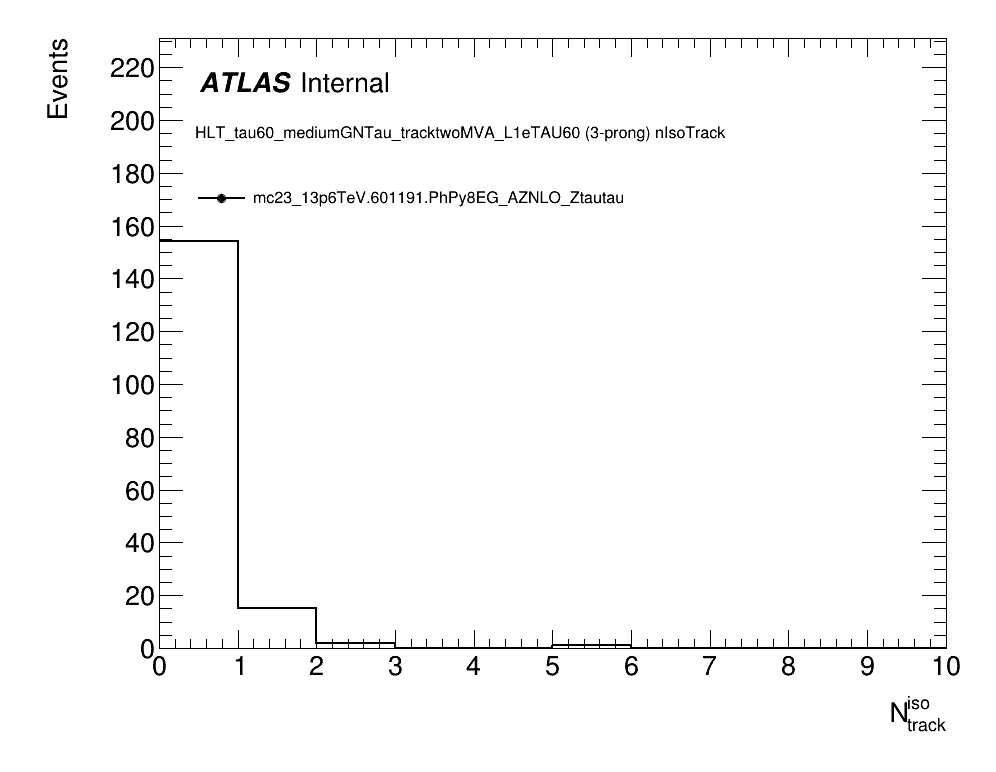 Events
220
200
180
160
140
120
100
80
60
40
20
0
ATLAS Internal
HLT_tau60_mediumGNTau_tracktwoMVA_L1eTAU60 (3-prong) nIsoTrack
mc23_13p6TeV.601191.PhPy8EG_AZNLO_Ztautau
0 1 2 3 4 5 6 7 8 9 10
N iso track